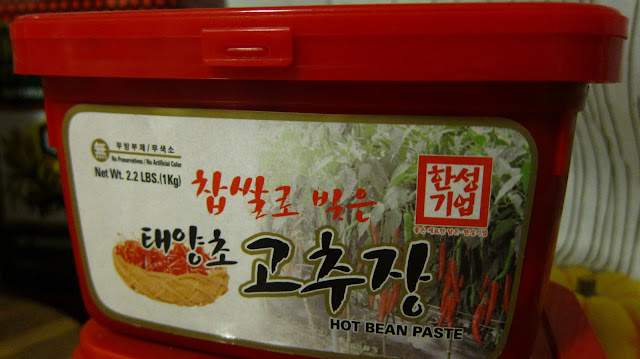 無
무방부제/무색소
No Preservatives/No Artificial Color
Net Wt. 2.2 LBS.(1Kg)
찹쌀로 빚은
태양초
고추장
HOT BEAN PASTE
한성
기업